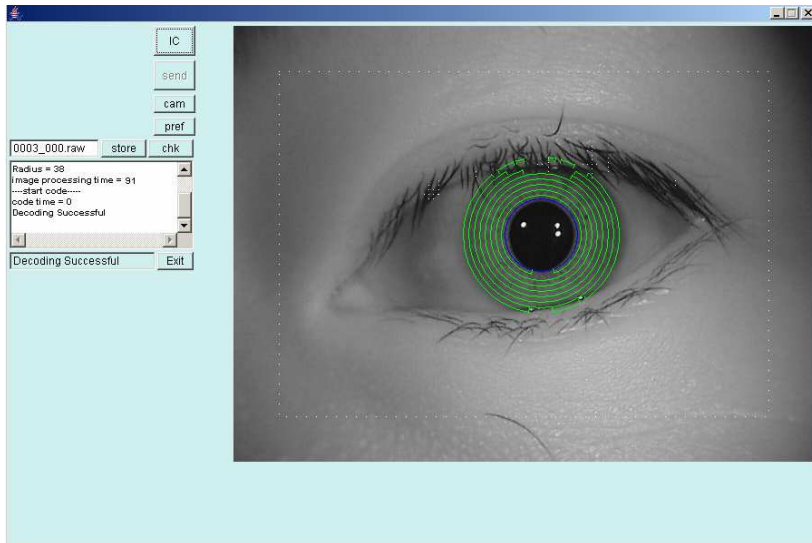 IC
send
cam
pref
0003_000.raw store chk
Radius = 38
image processing time = 91
----start code-----
code time = 0
Decoding Successful
Decoding Successful Exit